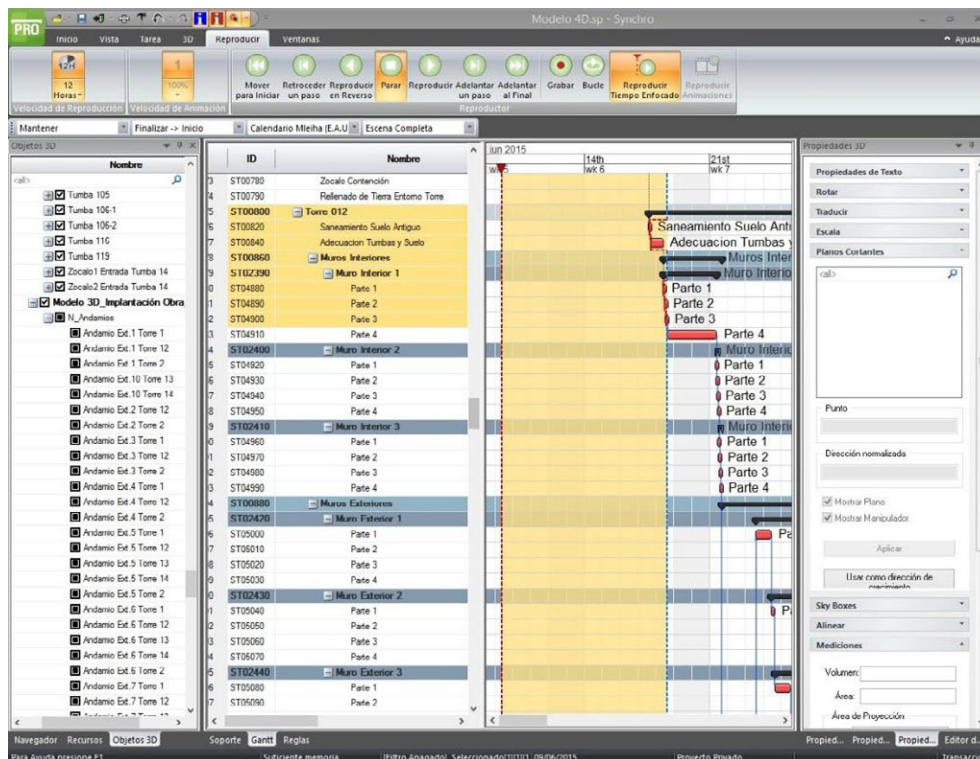 Modelo 4D.sp - Synchro
PRO
Inicio Vista Tarea 3D Reproducir Ventanas Ayuda
12H
12 Horas
1
100%
Mover para Iniciar
Retroceder un paso
Reproducir en Reverso
Parar
Reproducir
Adelantar un paso
Adelantar al Final
Grabar
Bucle
Reproducir Tiempo Enfocado
Reproducir Animaciones
Velocidad de Reproducción
Velocidad de Animación
Reproductor
Mantener
Finalizar -> Inicio
Calendario Mleiha (E.A.U
Escena Completa
Objetos 3D
Nombre
<all>
Tumba 105
Tumba 106-1
Tumba 106-2
Tumba 116
Tumba 119
Zocalo1 Entrada Tumba 14
Zocalo2 Entrada Tumba 14
Modelo 3D_Implantación Obra
N_Andamios
Andamio Ext.1 Torre 1
Andamio Ext.1 Torre 12
Andamio Ext.1 Torre 2
Andamio Ext.10 Torre 13
Andamio Ext.10 Torre 14
Andamio Ext.2 Torre 12
Andamio Ext.2 Torre 2
Andamio Ext.3 Torre 1
Andamio Ext.3 Torre 12
Andamio Ext.3 Torre 2
Andamio Ext.4 Torre 1
Andamio Ext.4 Torre 12
Andamio Ext.4 Torre 2
Andamio Ext.5 Torre 1
Andamio Ext.5 Torre 12
Andamio Ext.5 Torre 13
Andamio Ext.5 Torre 14
Andamio Ext.5 Torre 2
Andamio Ext.6 Torre 1
Andamio Ext.6 Torre 12
Andamio Ext.6 Torre 13
Andamio Ext.6 Torre 14
Andamio Ext.6 Torre 2
Andamio Ext.7 Torre 1
Andamio Ext.7 Torre 12
Navegador Recursos Objetos 3D
ID Nombre
ST00780 Zocalo Contención
ST00790 Rellenado de Tierra Entorno Torre
ST00800 Torre 012
ST00820 Saneamiento Suelo Antiguo
ST00840 Adecuacion Tumbas y Suelo
ST00860 Muros Interiores
ST02390 Muro Interior 1
ST04880 Parte 1
ST04890 Parte 2
ST04900 Parte 3
ST04910 Parte 4
ST02400 Muro Interior 2
ST04920 Parte 1
ST04930 Parte 2
ST04940 Parte 3
ST04950 Parte 4
ST02410 Muro Interior 3
ST04960 Parte 1
ST04970 Parte 2
ST04980 Parte 3
ST04990 Parte 4
ST00880 Muros Exteriores
ST02420 Muro Exterior 1
ST05000 Parte 1
ST05010 Parte 2
ST05020 Parte 3
ST05030 Parte 4
ST02430 Muro Exterior 2
ST05040 Parte 1
ST05050 Parte 2
ST05060 Parte 3
ST05070 Parte 4
ST02440 Muro Exterior 3
ST05080 Parte 1
ST05090 Parte 2
Soporte Gantt Reglas
jun 2015
14th 21st
wk 6 wk 7
Saneamiento Suelo Anti
Adecuacion Tumbas y
Muros Inte
Muro Interio
Parte 1
Parte 2
Parte 3
Parte 4
Muro Interio
Parte 1
Parte 2
Parte 3
Parte 4
Muro Interi
Parte 1
Parte 2
Parte 3
Parte 4
Pa
P
Propiedades 3D
Propiedades de Texto
Rotar
Traducir
Escala
Planos Cortantes
<all>
Punto
Dirección normalizada
Mostrar Plano
Mostrar Manipulador
Aplicar
Usar como dirección de crecimiento
Sky Boxes
Alinear
Mediciones
Volumen:
Área:
Área de Proyección
Propied... Propied... Propied... Editor d...
Para Ayuda presione F1
Suficiente memoria
Proyecto Privado